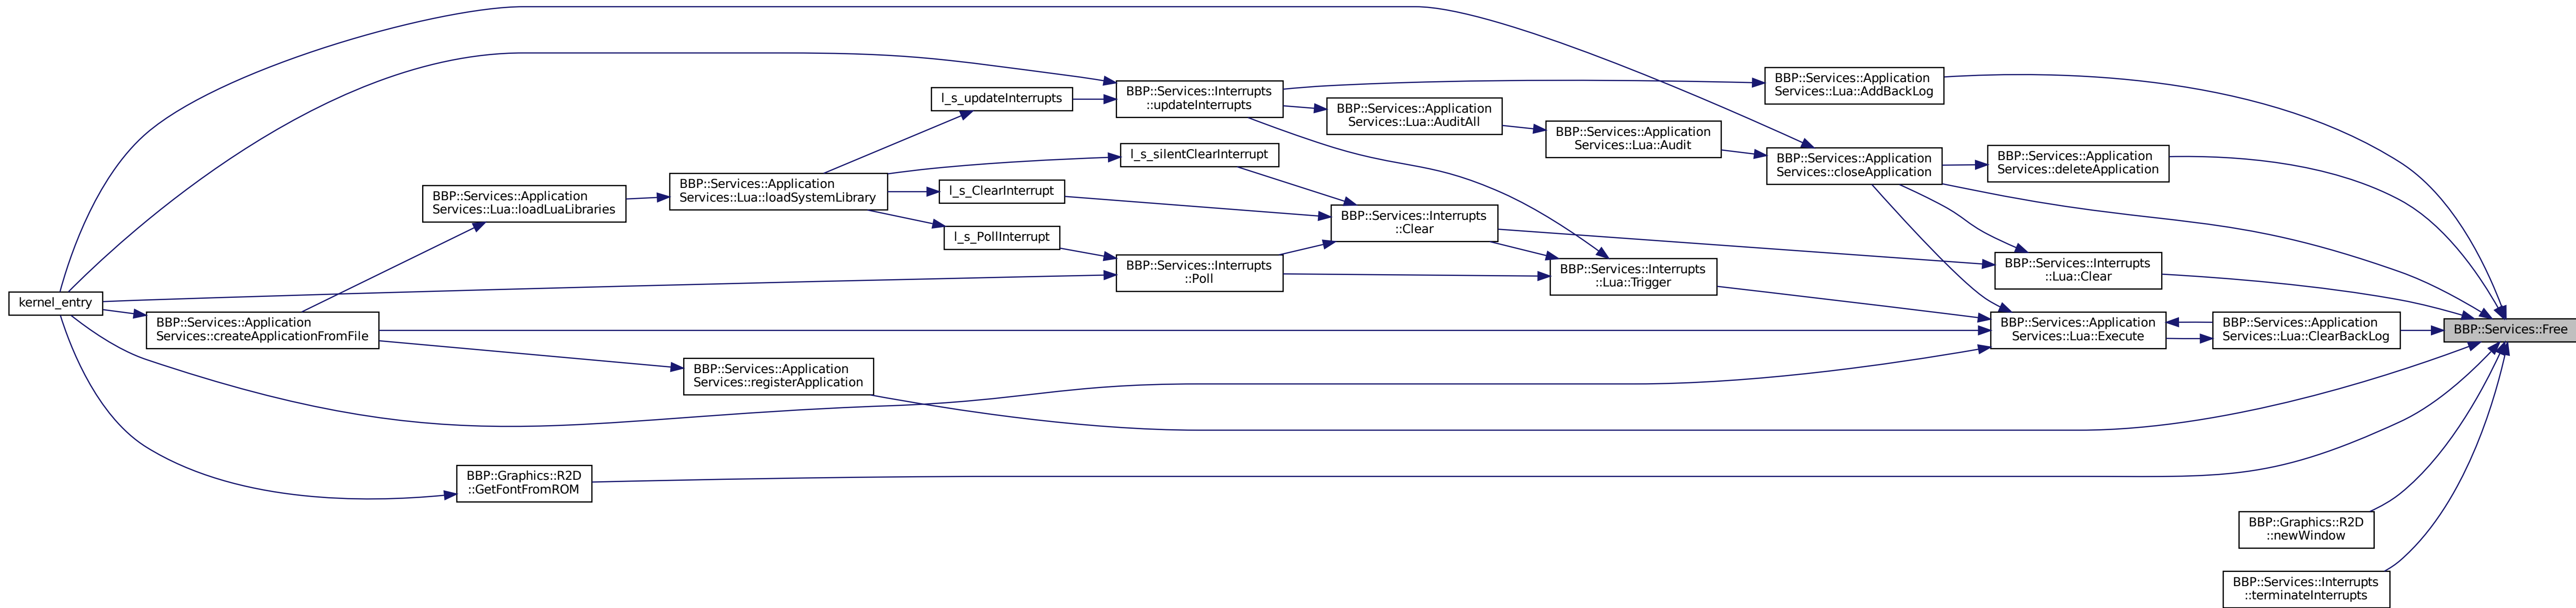 kernel_entry
BBP::Services::Application
Services::createApplicationFromFile
BBP::Services::Application
Services::Lua::loadLuaLibraries
BBP::Graphics::R2D
::GetFontFromROM
BBP::Services::Application
Services::Lua::loadSystemLibrary
BBP::Services::Application
Services::registerApplication
l_s_updateInterrupts
l_s_ClearInterrupt
l_s_PollInterrupt
BBP::Services::Interrupts
::updateInterrupts
l_s_silentClearInterrupt
BBP::Services::Interrupts
::Poll
BBP::Services::Application
Services::Lua::AuditAll
BBP::Services::Interrupts
::Clear
BBP::Services::Application
Services::Lua::Audit
BBP::Services::Interrupts
::Lua::Trigger
BBP::Services::Application
Services::Lua::AddBackLog
BBP::Services::Application
Services::closeApplication
BBP::Services::Application
Services::deleteApplication
BBP::Services::Interrupts
::Lua::Clear
BBP::Services::Application
Services::Lua::Execute
BBP::Services::Application
Services::Lua::ClearBackLog
BBP::Services::Free
BBP::Graphics::R2D
::newWindow
BBP::Services::Interrupts
::terminateInterrupts